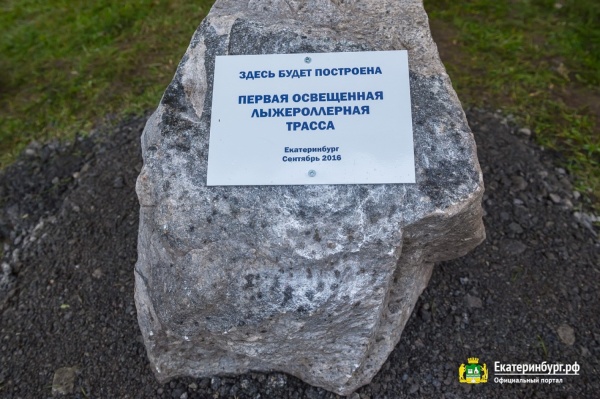 ЗДЕСЬ БУДЕТ ПОСТРОЕНА
ПЕРВАЯ ОСВЕЩЕННАЯ
ЛЫЖЕРОЛЛЕРНАЯ
ТРАССА
Екатеринбург
Сентябрь 2016
Екатеринбург.рф
Официальный портал